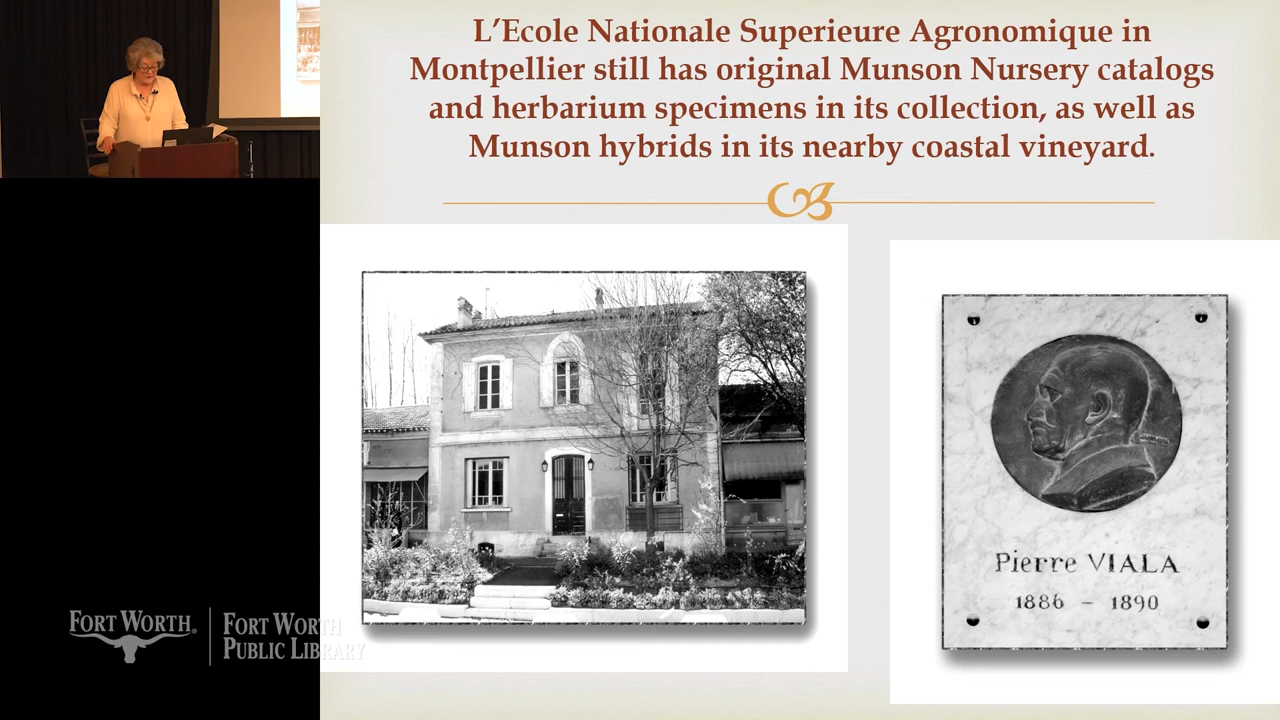 L’Ecole Nationale Superieure Agronomique in
Montpellier still has original Munson Nursery catalogs
and herbarium specimens in its collection, as well as
Munson hybrids in its nearby coastal vineyard.
Pierre VIALA
1886 – 1890
FORT WORTH®
FORT WORTH
PUBLIC LIBRARY